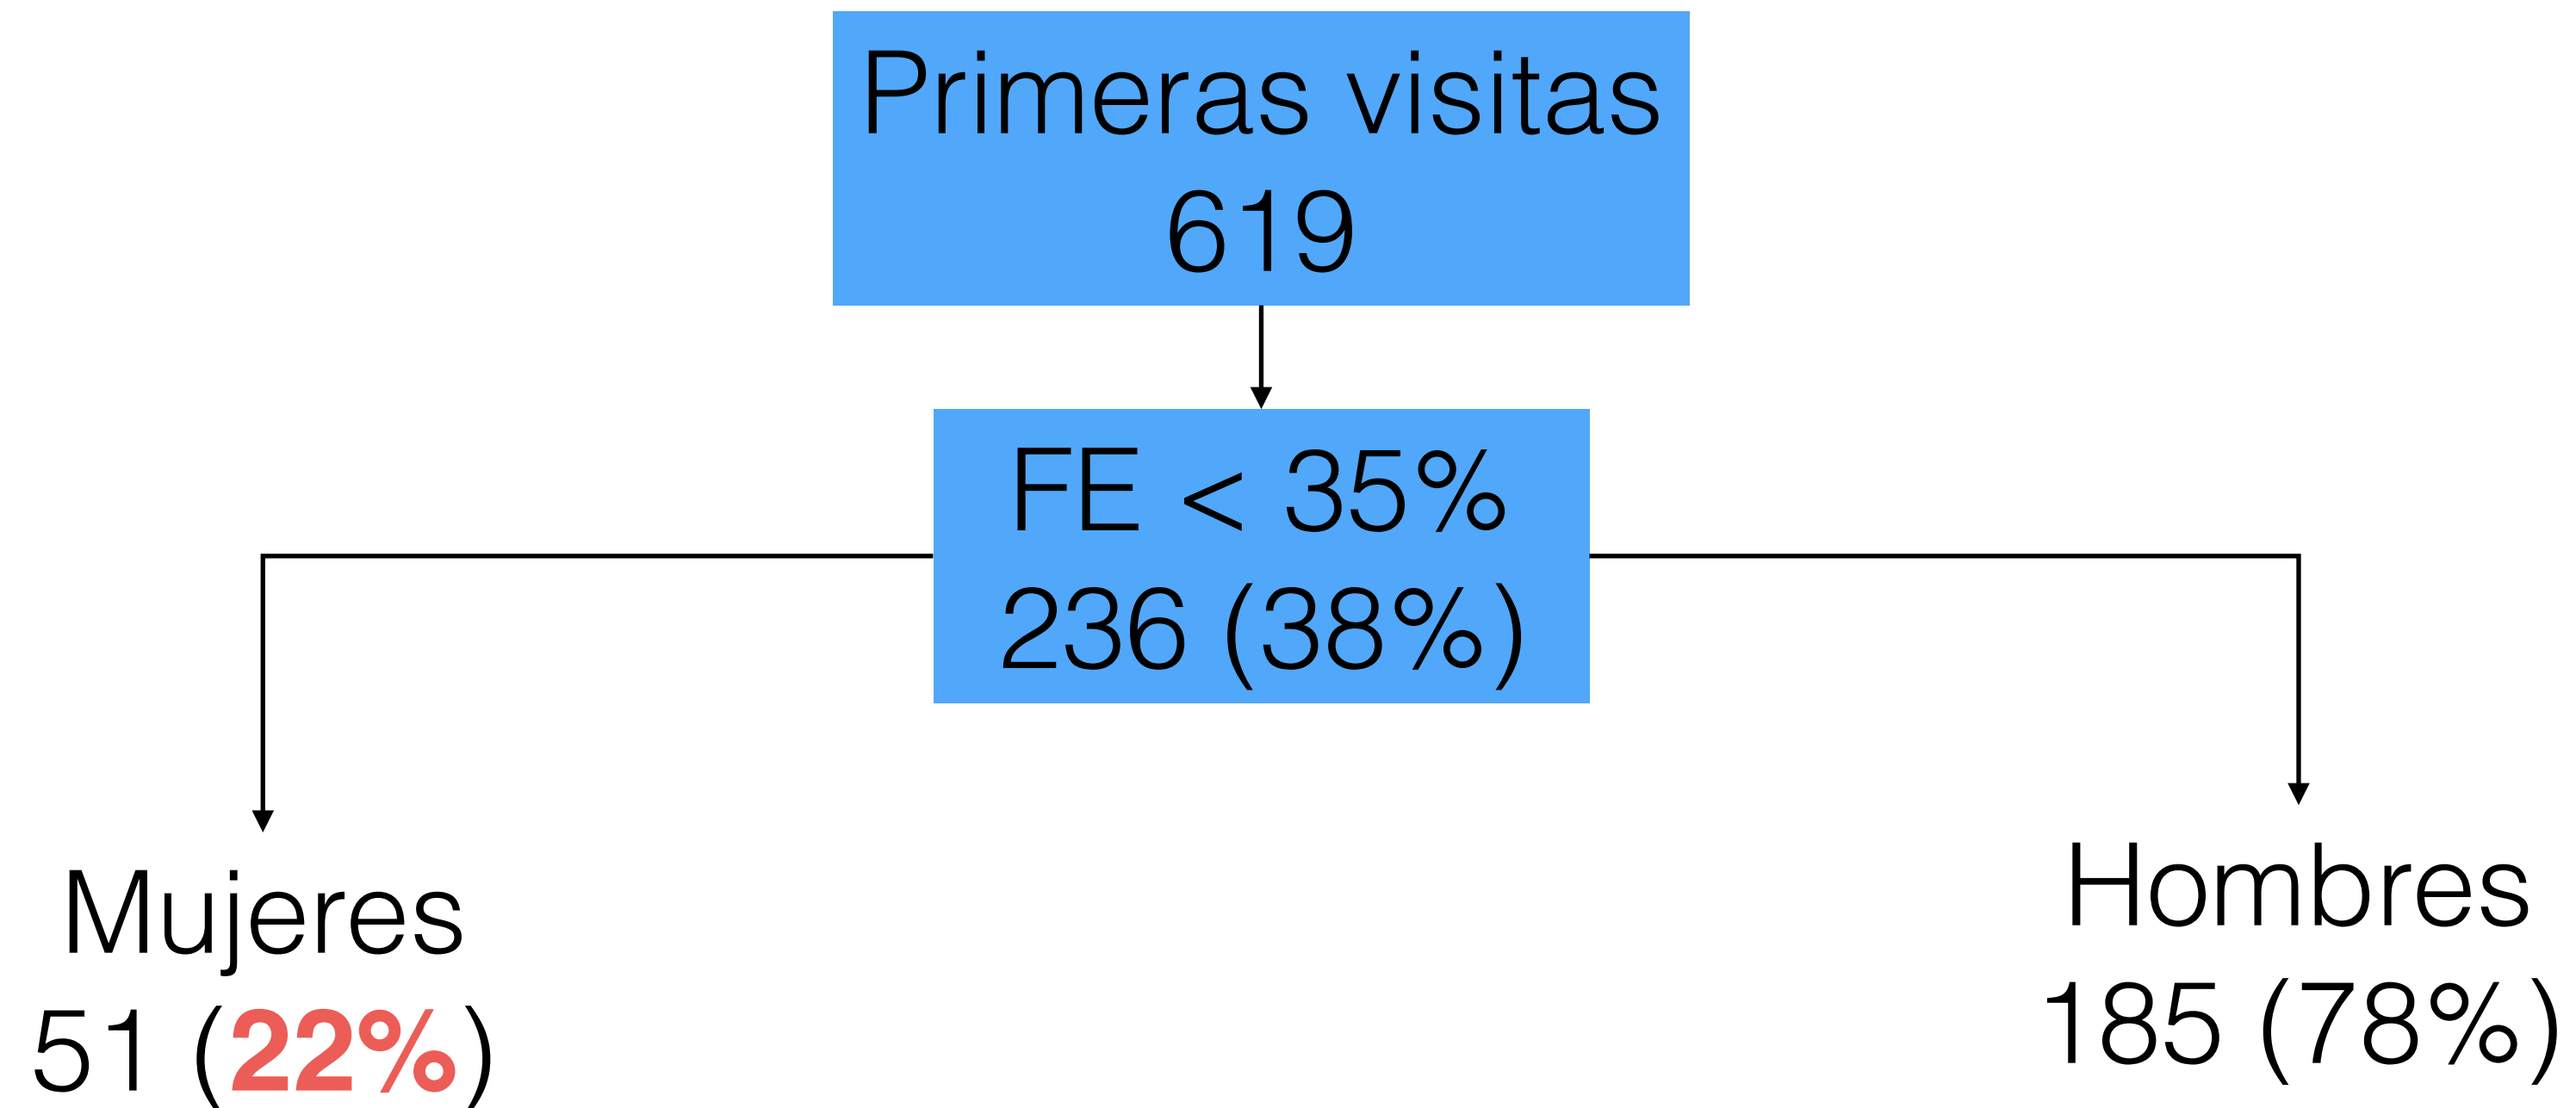 Primeras visitas
619
FE < 35%
236 (38%)
Mujeres
51 (22%)
Hombres
185 (78%)